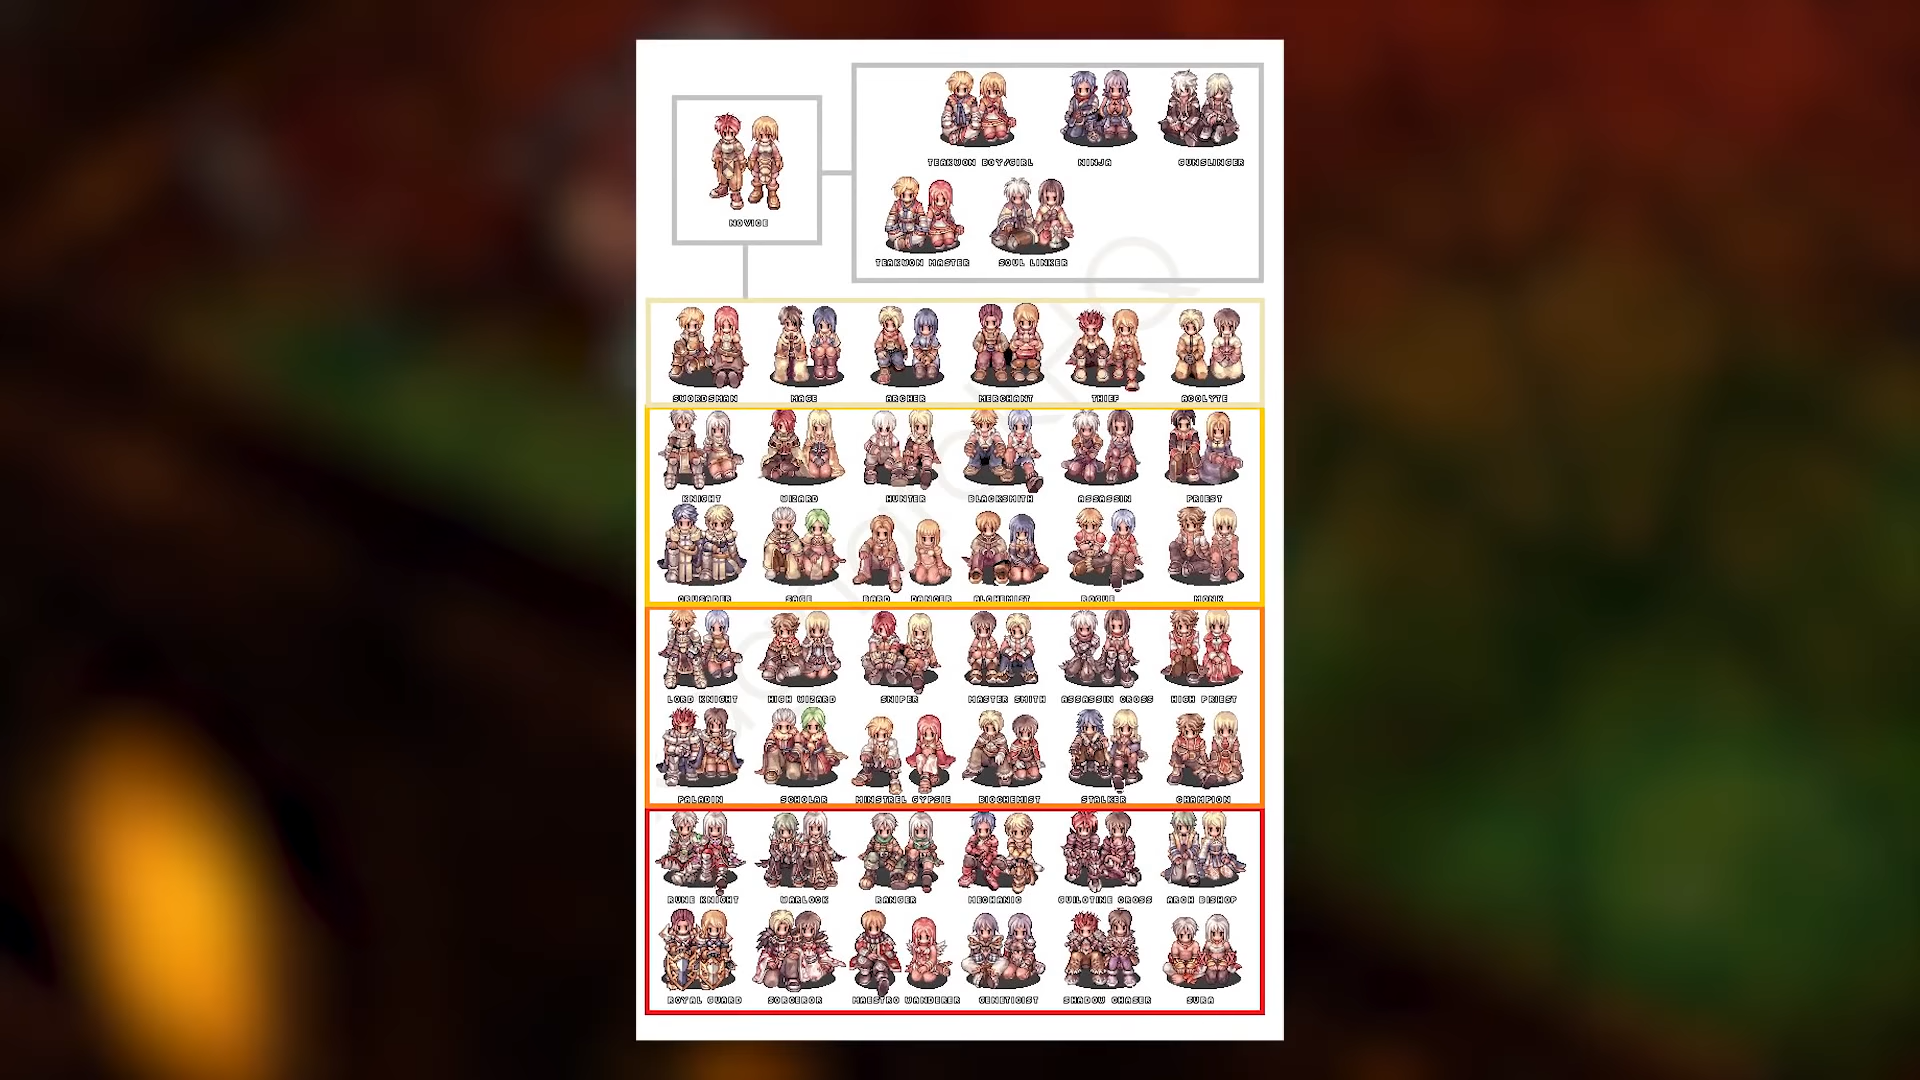 TEAKWON BOY/GIRL NINJA GUNSLINGER
NOVICE
TEAKWON MASTER SOUL LINKER
SWORDSMAN MAGE ARCHER MERCHANT THIEF ACOLYTE
KNIGHT WIZARD HUNTER BLACKSMITH ASSASSIN PRIEST
CRUSADER SAGE BARD DANCER ALCHEMIST ROGUE MONK
LORD KNIGHT HIGH WIZARD SNIPER MASTER SMITH ASSASSIN CROSS HIGH PRIEST
PALADIN SCHOLAR MINSTREL GYPSIE BIOCHEMIST STALKER CHAMPION
RUNE KNIGHT WARLOCK RANGER MECHANIC GUILOTINE CROSS ARCH BISHOP
ROYAL GUARD SORCEROR MAESTRO WANDERER GENETICIST SHADOW CHASER SURA